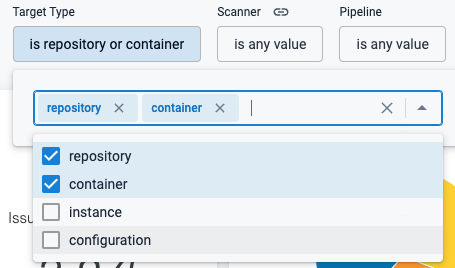 Target Type Scanner Pipeline
is repository or container is any value is any value
repository container
repository
container
instance
configuration
Issu